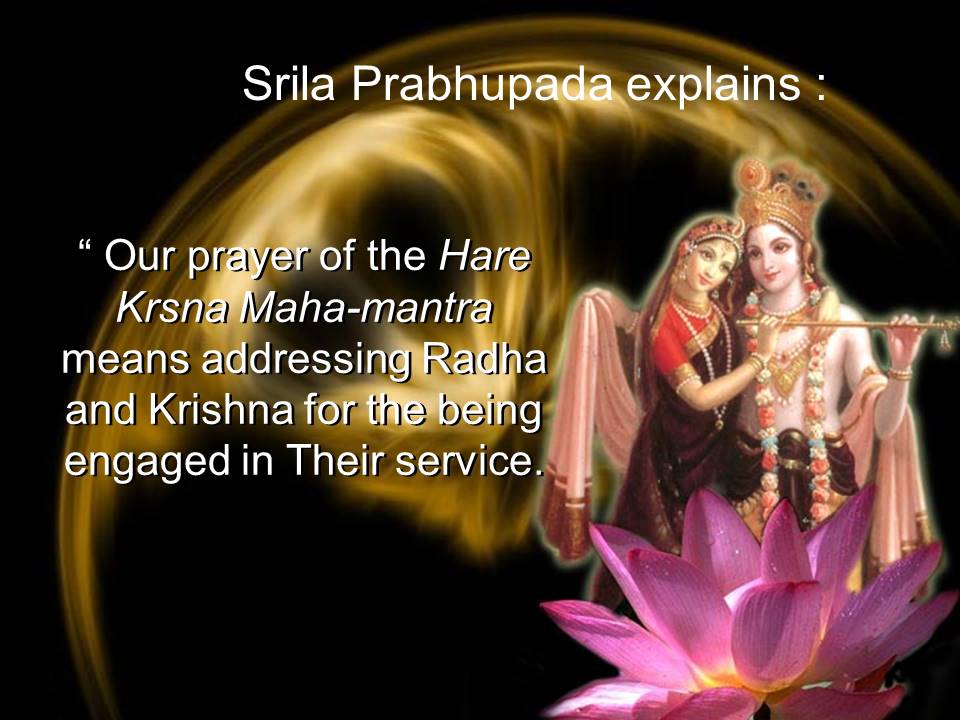 Srila Prabhupada explains :
“ Our prayer of the Hare
Krsna Maha-mantra
means addressing Radha
and Krishna for the being
engaged in Their service.